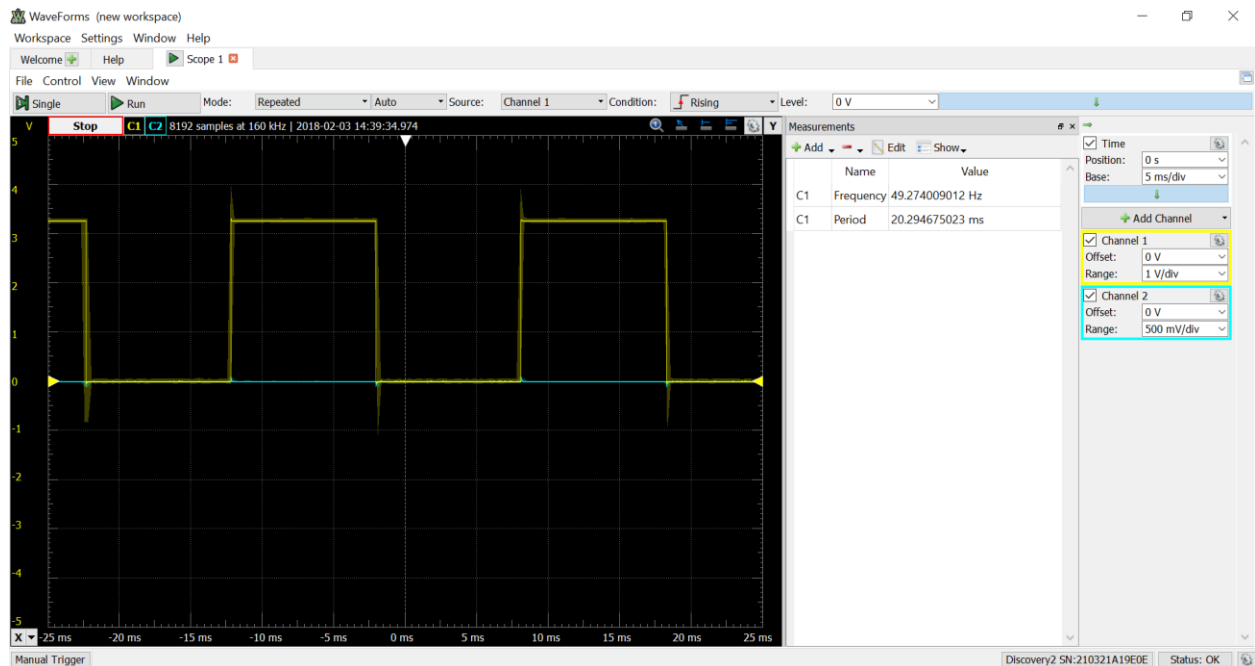 WaveForms (new workspace)
Workspace Settings Window Help
Welcome Help Scope 1
File Control View Window
Single Run Mode: Repeated Auto Source: Channel 1 Condition: Rising Level: 0 V
V Stop C1 C2 8192 samples at 160 kHz | 2018-02-03 14:39:34.974 Y
5
4
3
2
1
0
-1
-2
-3
-4
-5
X -25 ms -20 ms -15 ms -10 ms -5 ms 0 ms 5 ms 10 ms 15 ms 20 ms 25 ms
Measurements
Add Edit Show
Name Value
C1 Frequency 49.274009012 Hz
C1 Period 20.294675023 ms
Time
Position: 0 s
Base: 5 ms/div
Add Channel
Channel 1
Offset: 0 V
Range: 1 V/div
Channel 2
Offset: 0 V
Range: 500 mV/div
Manual Trigger Discovery2 SN:210321A19E0E Status: OK